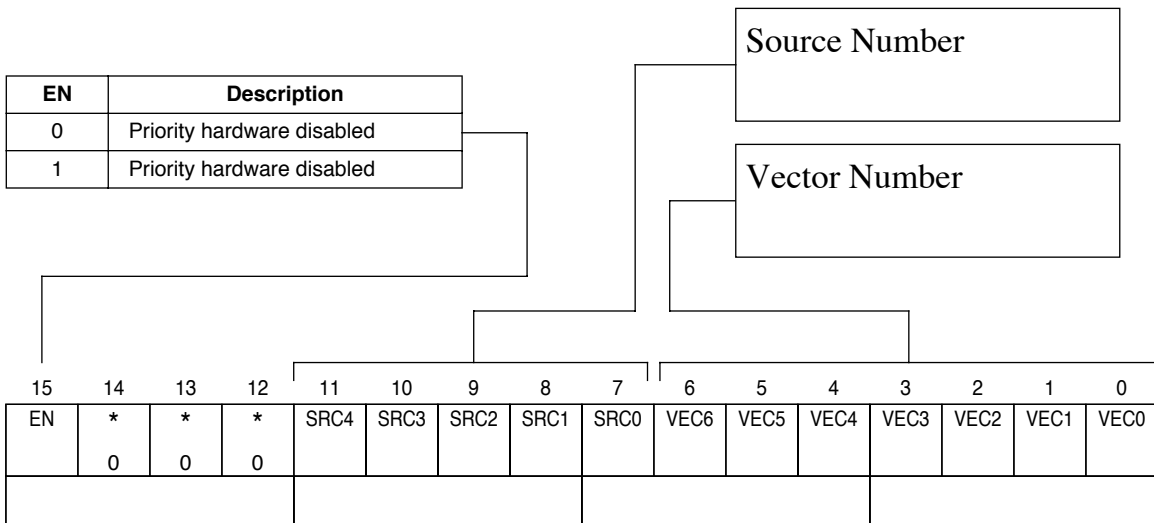 Source Number
EN Description
0 Priority hardware disabled
1 Priority hardware disabled
Vector Number
15 14 13 12 11 10 9 8 7 6 5 4 3 2 1 0
EN * * * SRC4 SRC3 SRC2 SRC1 SRC0 VEC6 VEC5 VEC4 VEC3 VEC2 VEC1 VEC0
0 0 0